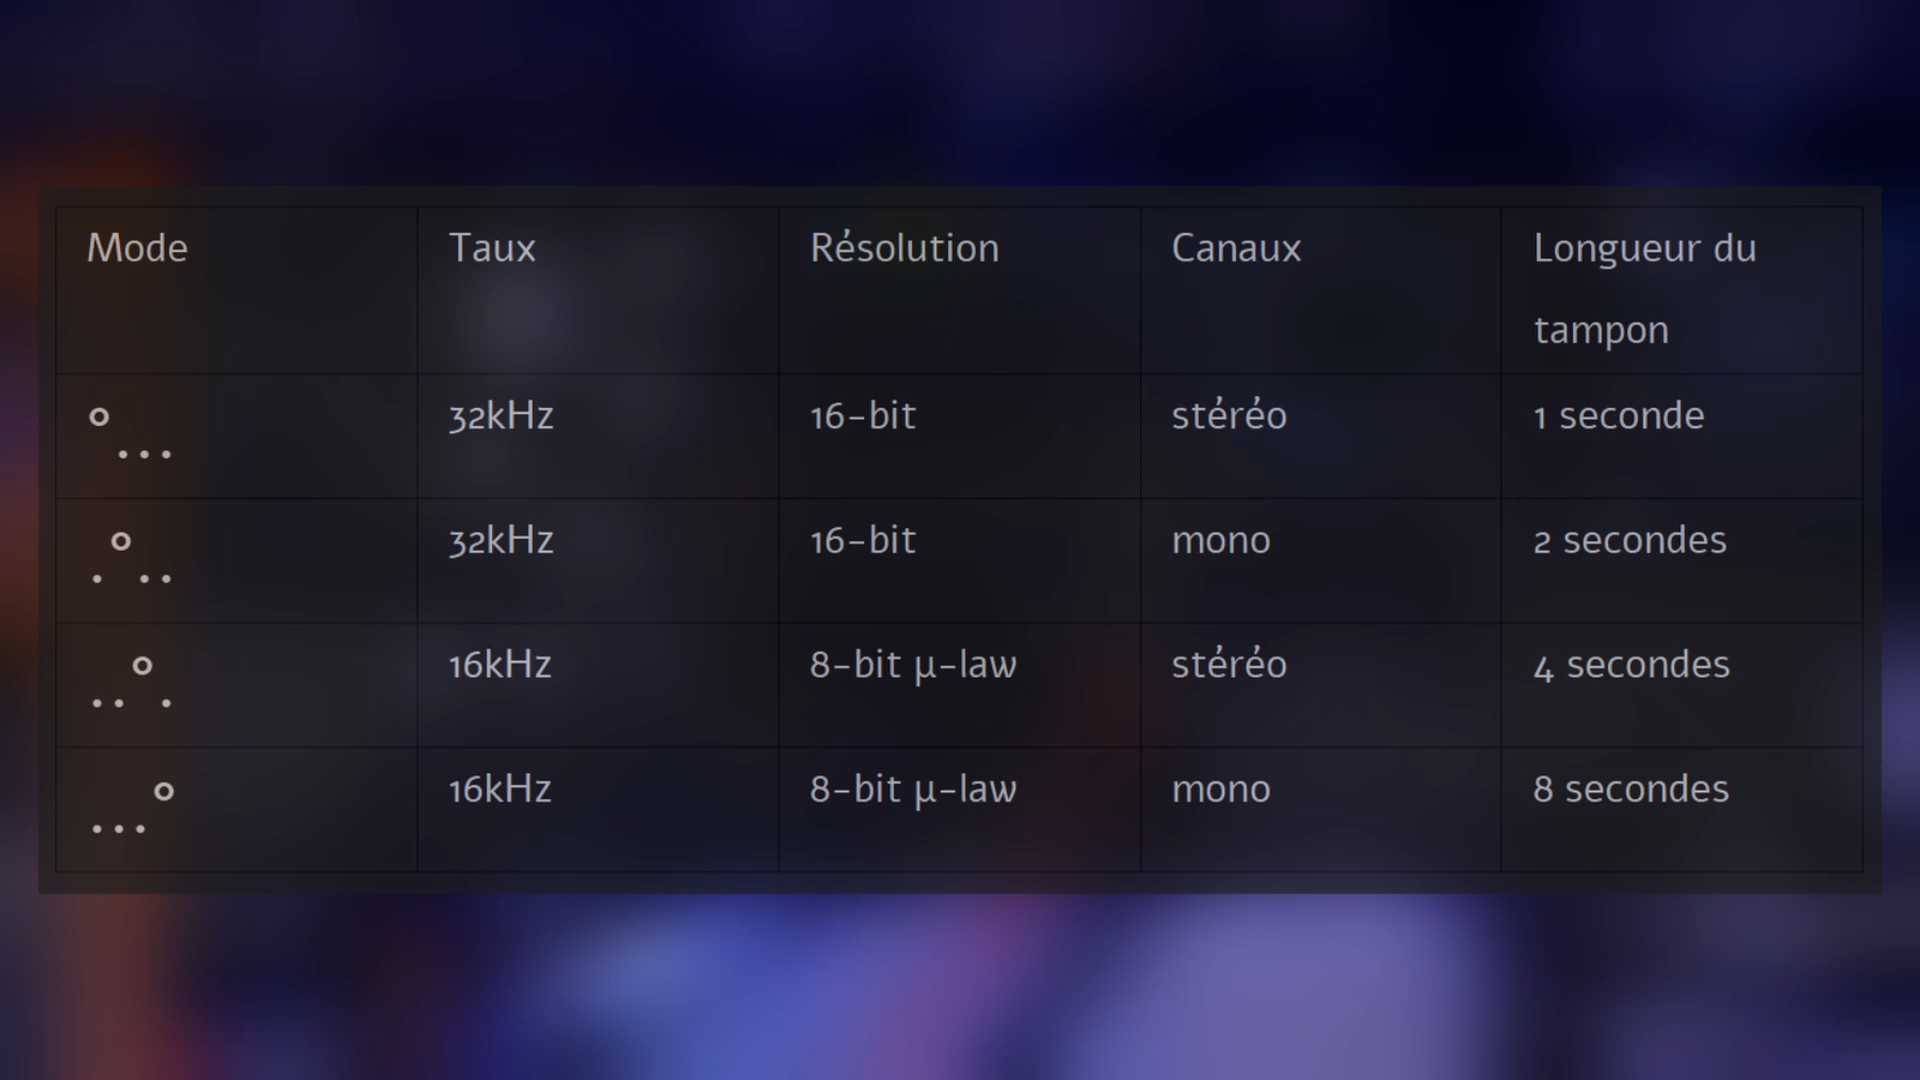 Mode Taux Résolution Canaux Longueur du
tampon
32kHz 16-bit stéréo 1 seconde
32kHz 16-bit mono 2 secondes
16kHz 8-bit µ-law stéréo 4 secondes
16kHz 8-bit µ-law mono 8 secondes